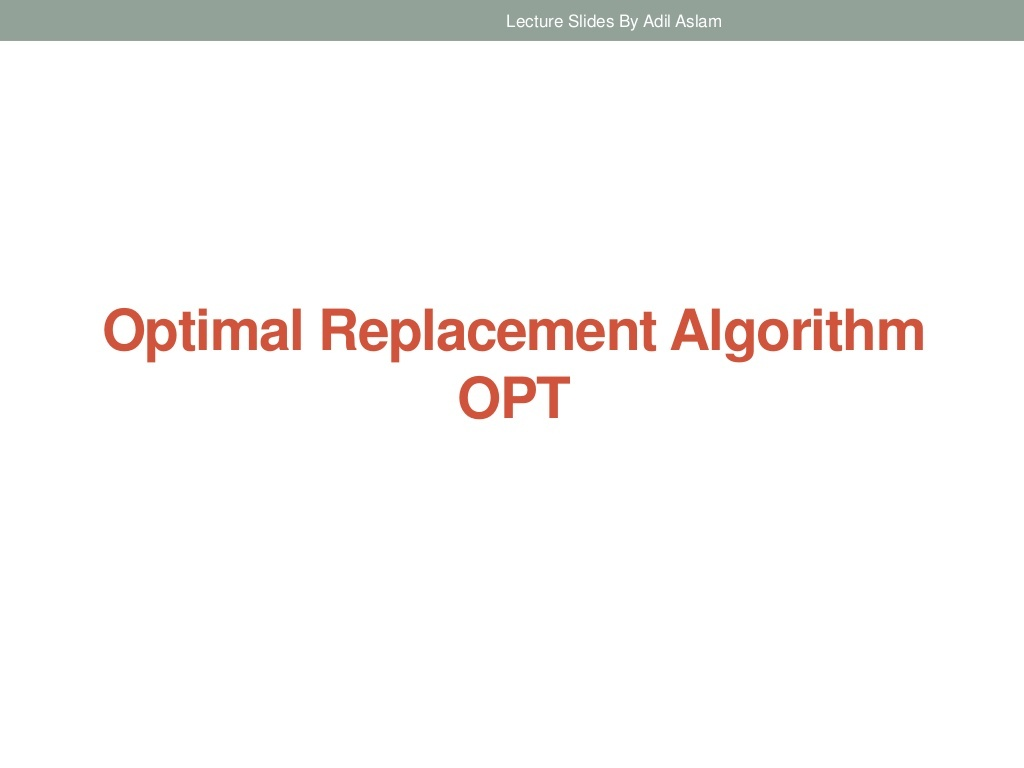 Lecture Slides By Adil Aslam
Optimal Replacement Algorithm
OPT